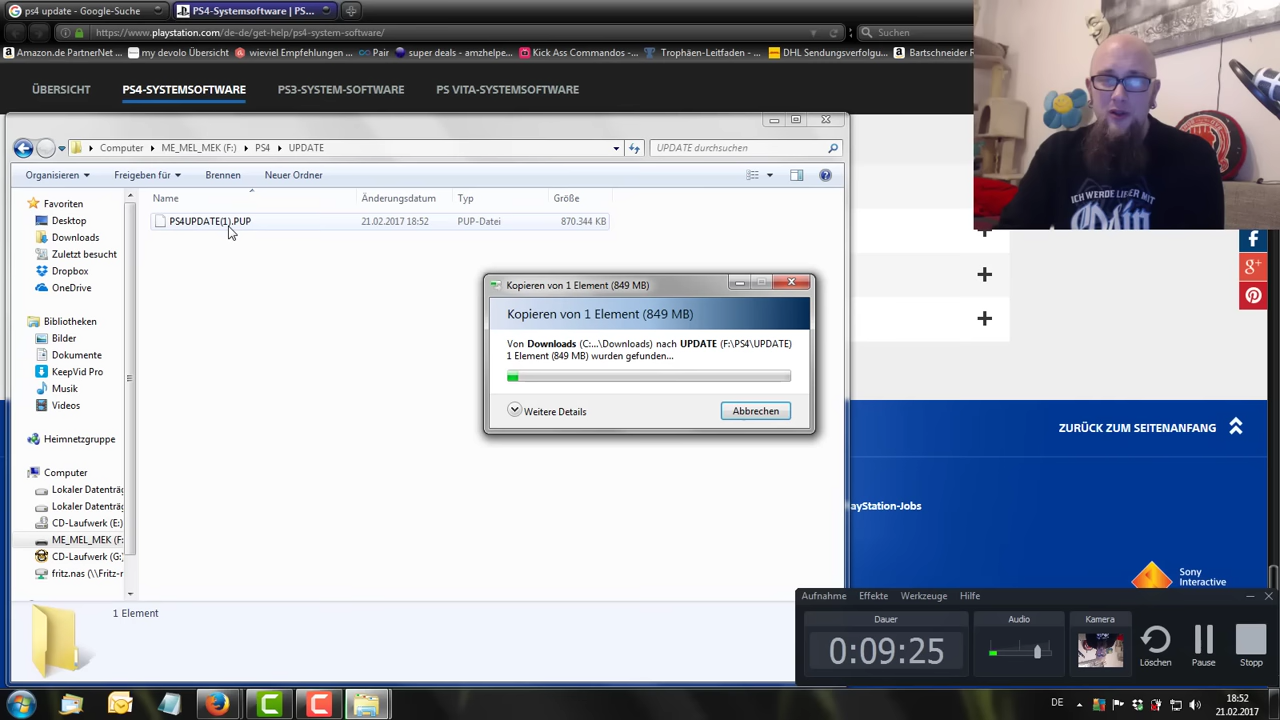 ps4 update - Google-Suche
PS4-Systemsoftware | PS...
https://www.playstation.com/de-de/get-help/ps4-system-software/
Suchen
Amazon.de PartnerNet
my devolo Übersicht
wieviel Empfehlungen ...
Pair
super deals - amzhelpe...
Kick Ass Commandos -...
Trophäen-Leitfaden - ...
DHL Sendungsverfolgu...
Bartschneider R
ÜBERSICHT
PS4-SYSTEMSOFTWARE
PS3-SYSTEM-SOFTWARE
PS VITA-SYSTEMSOFTWARE
Computer
ME_MEL_MEK (F:)
PS4
UPDATE
UPDATE durchsuchen
Organisieren
Freigeben für
Brennen
Neuer Ordner
Name
Änderungsdatum
Typ
Größe
PS4UPDATE(1).PUP
21.02.2017 18:52
PUP-Datei
870.344 KB
Favoriten
Desktop
Downloads
Zuletzt besucht
Dropbox
OneDrive
Bibliotheken
Bilder
Dokumente
KeepVid Pro
Musik
Videos
Heimnetzgruppe
Computer
Lokaler Datenträg
Lokaler Datenträg
CD-Laufwerk (E:)
ME_MEL_MEK (F:
CD-Laufwerk (G:
fritz.nas (\\Fritz-n
1 Element
Kopieren von 1 Element (849 MB)
Kopieren von 1 Element (849 MB)
Von Downloads (C:...\Downloads) nach UPDATE (F:\PS4\UPDATE)
1 Element (849 MB) wurden gefunden...
Weitere Details
Abbrechen
ICH WERDE LIEBER MIT
ZURÜCK ZUM SEITENANFANG
ayStation-Jobs
Sony
Interactive
Aufnahme
Effekte
Werkzeuge
Hilfe
Dauer
0:09:25
Audio
Kamera
Löschen
Pause
Stopp
DE
18:52
21.02.2017